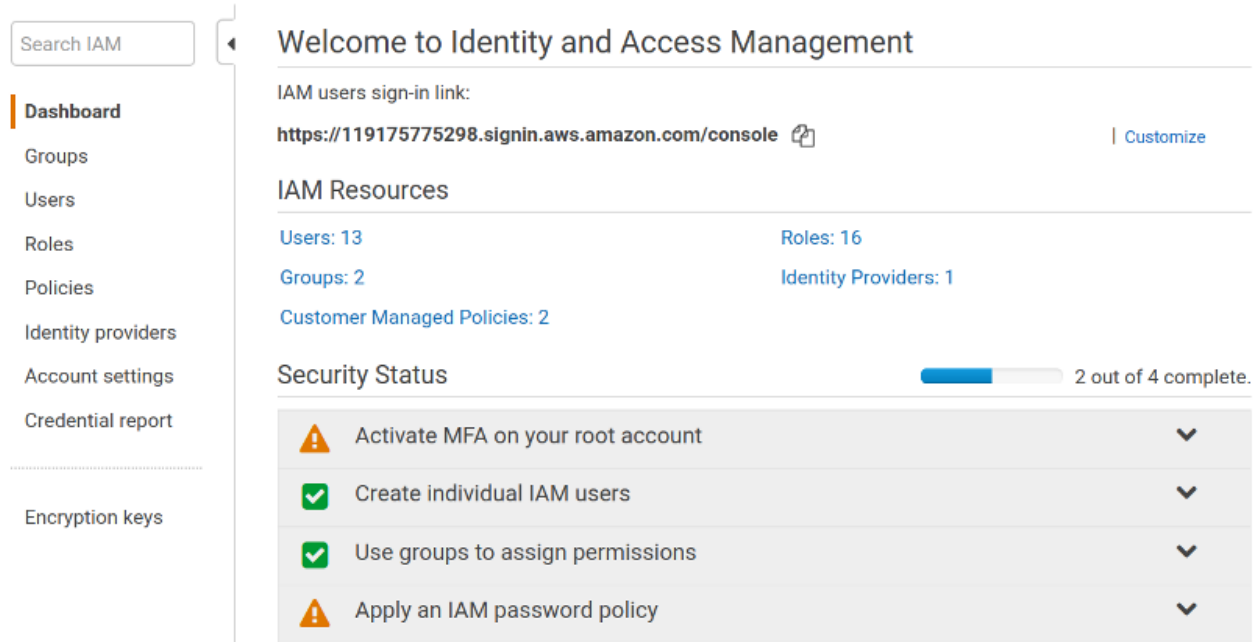 Search IAM
Dashboard
Groups
Users
Roles
Policies
Identity providers
Account settings
Credential report
Encryption keys
Welcome to Identity and Access Management
IAM users sign-in link:
https://119175775298.signin.aws.amazon.com/console | Customize
IAM Resources
Users: 13 Roles: 16
Groups: 2 Identity Providers: 1
Customer Managed Policies: 2
Security Status 2 out of 4 complete.
Activate MFA on your root account
Create individual IAM users
Use groups to assign permissions
Apply an IAM password policy